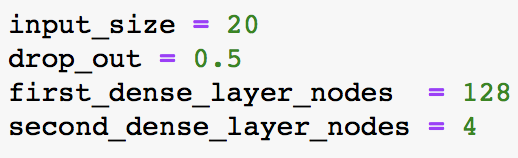 input_size = 20
drop_out = 0.5
first_dense_layer_nodes  = 128
second_dense_layer_nodes = 4